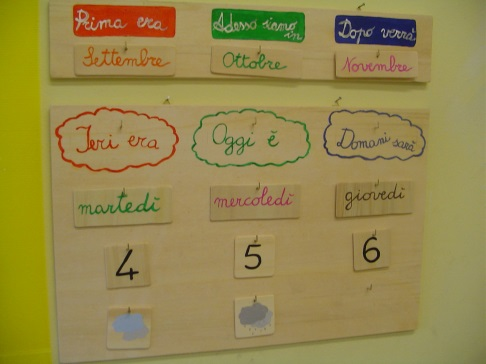 Prima era Adesso siamo in Dopo verrà
Settembre Ottobre Novembre
Ieri era Oggi è Domani sarà
martedì mercoledì giovedì
4 5 6